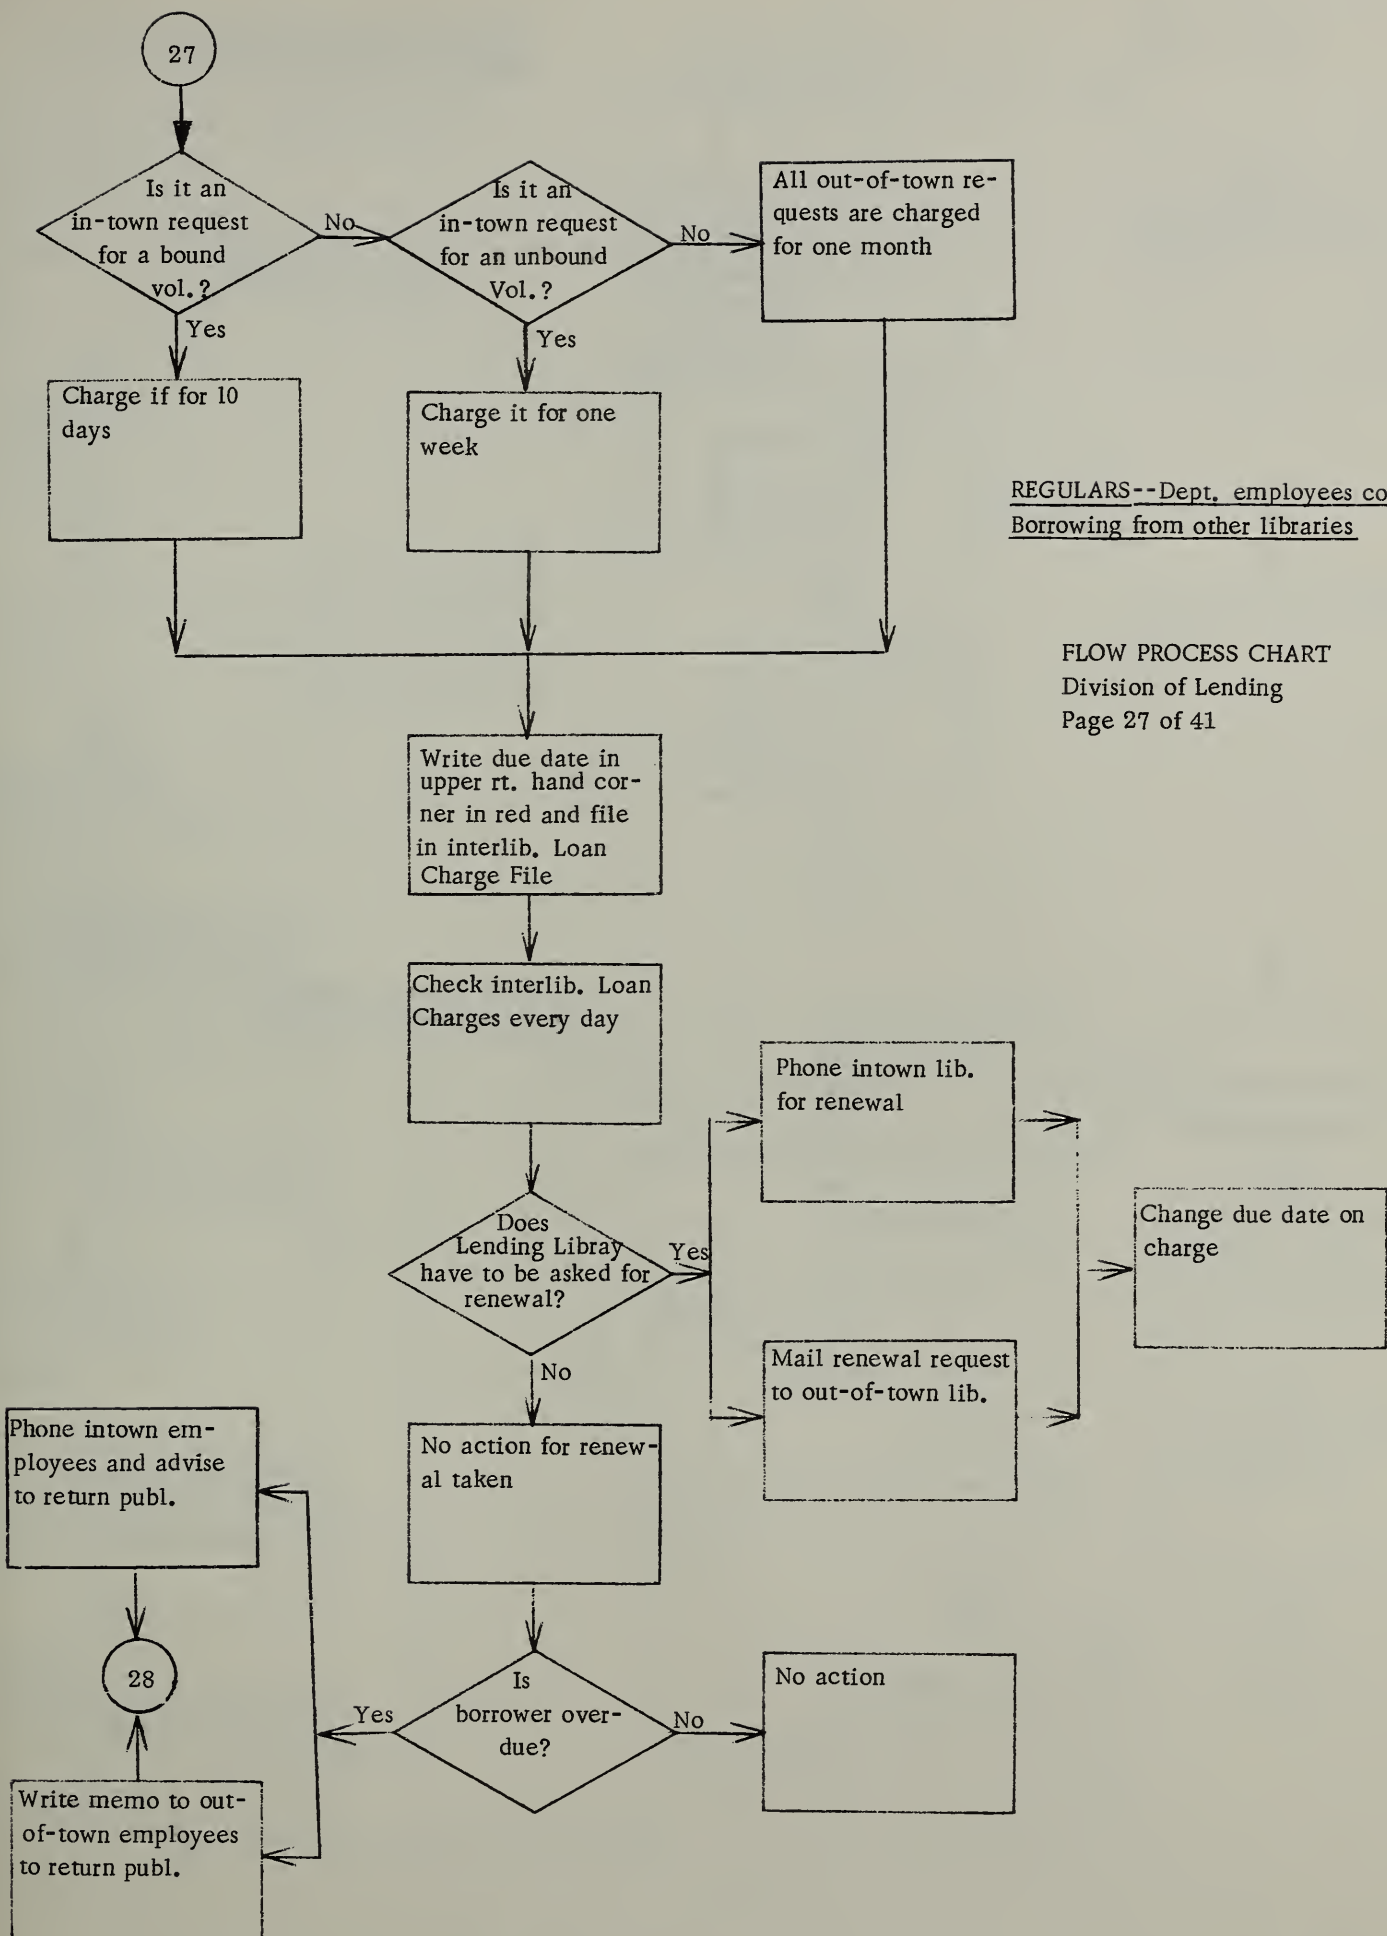 27
Is it an
in-town request
for a bound
vol.?
No
Is it an
in-town request
for an unbound
Vol.?
No
All out-of-town re-
quests are charged
for one month
Yes
Yes
Charge if for 10
days
Charge it for one
week
REGULARS--Dept. employees co
Borrowing from other libraries
FLOW PROCESS CHART
Division of Lending
Page 27 of 41
Write due date in
upper rt. hand cor-
ner in red and file
in interlib. Loan
Charge File
Check interlib. Loan
Charges every day
Phone intown lib.
for renewal
Does
Lending Libray
have to be asked for
renewal?
Yes
Change due date on
charge
Mail renewal request
to out-of-town lib.
No
No action for renew-
al taken
Phone intown em-
ployees and advise
to return publ.
28
Is
borrower over-
due?
Yes
No
No action
Write memo to out-
of-town employees
to return publ.